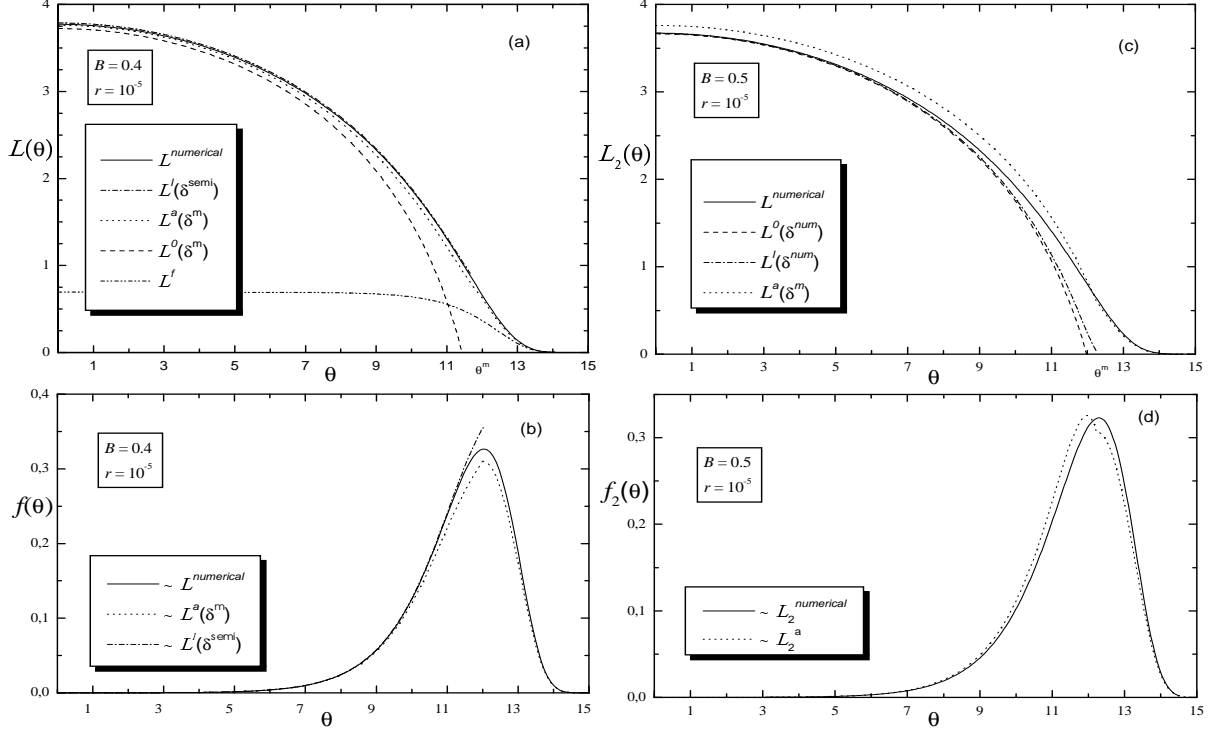 (a)
B = 0.4
r = 10^-5
L(θ)
L^numerical
L^l(δ^semi)
L^a(δ^m)
L^0(δ^m)
L^f
4
3
2
1
0
1 3 5 7 9 11 θ^m 13 15
θ
(c)
B = 0.5
r = 10^-5
L_2(θ)
L^numerical
L^0(δ^num)
L^l(δ^num)
L^a(δ^m)
4
3
2
1
0
1 3 5 7 9 11 θ^m 13 15
θ
(b)
B = 0.4
r = 10^-5
f(θ)
~ L^numerical
~ L^a(δ^m)
~ L^l(δ^semi)
0,4
0,3
0,2
0,1
0,0
1 3 5 7 9 11 13 15
θ
(d)
B = 0.5
r = 10^-5
f_2(θ)
~ L_2^numerical
~ L_2^a
0,3
0,2
0,1
0,0
1 3 5 7 9 11 13 15
θ